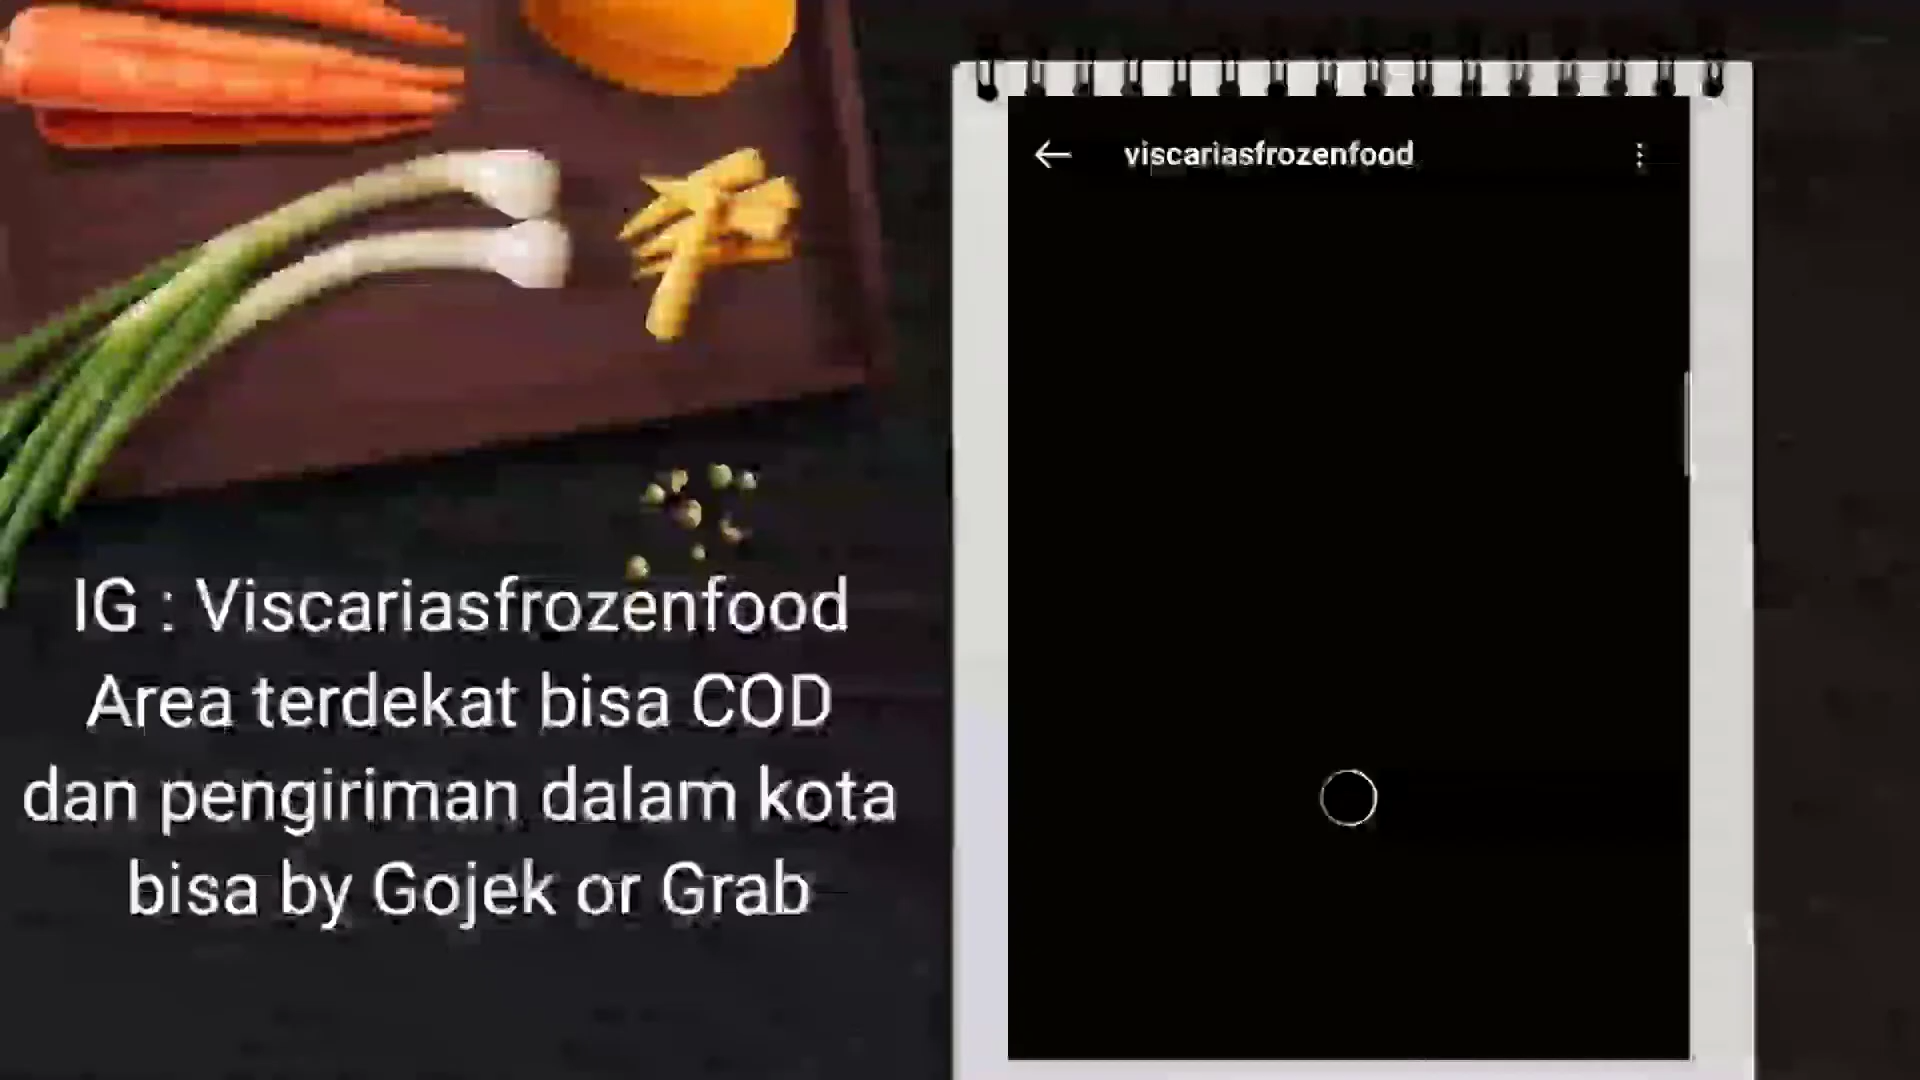 IG : Viscariasfrozenfood
Area terdekat bisa COD
dan pengiriman dalam kota
bisa by Gojek or Grab
viscariasfrozenfood